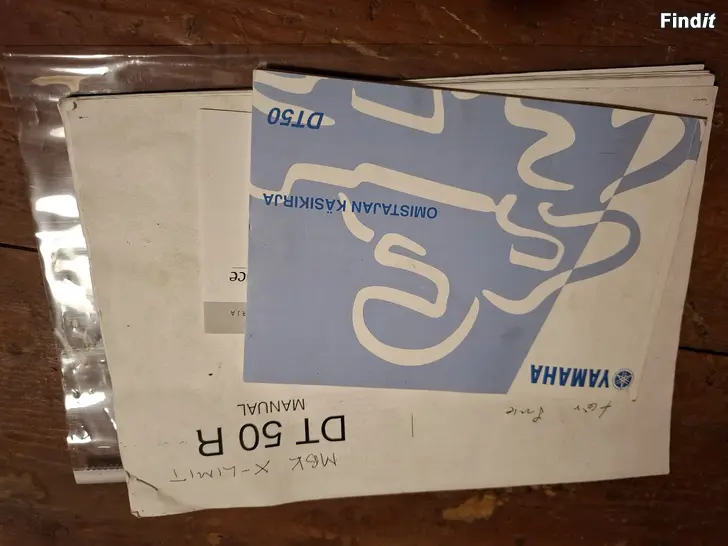 Findit
YAMAHA
OMISTAJAN KÄSIKIRJA
DT50
MBK X-LIMIT
DT 50 R
MANUAL